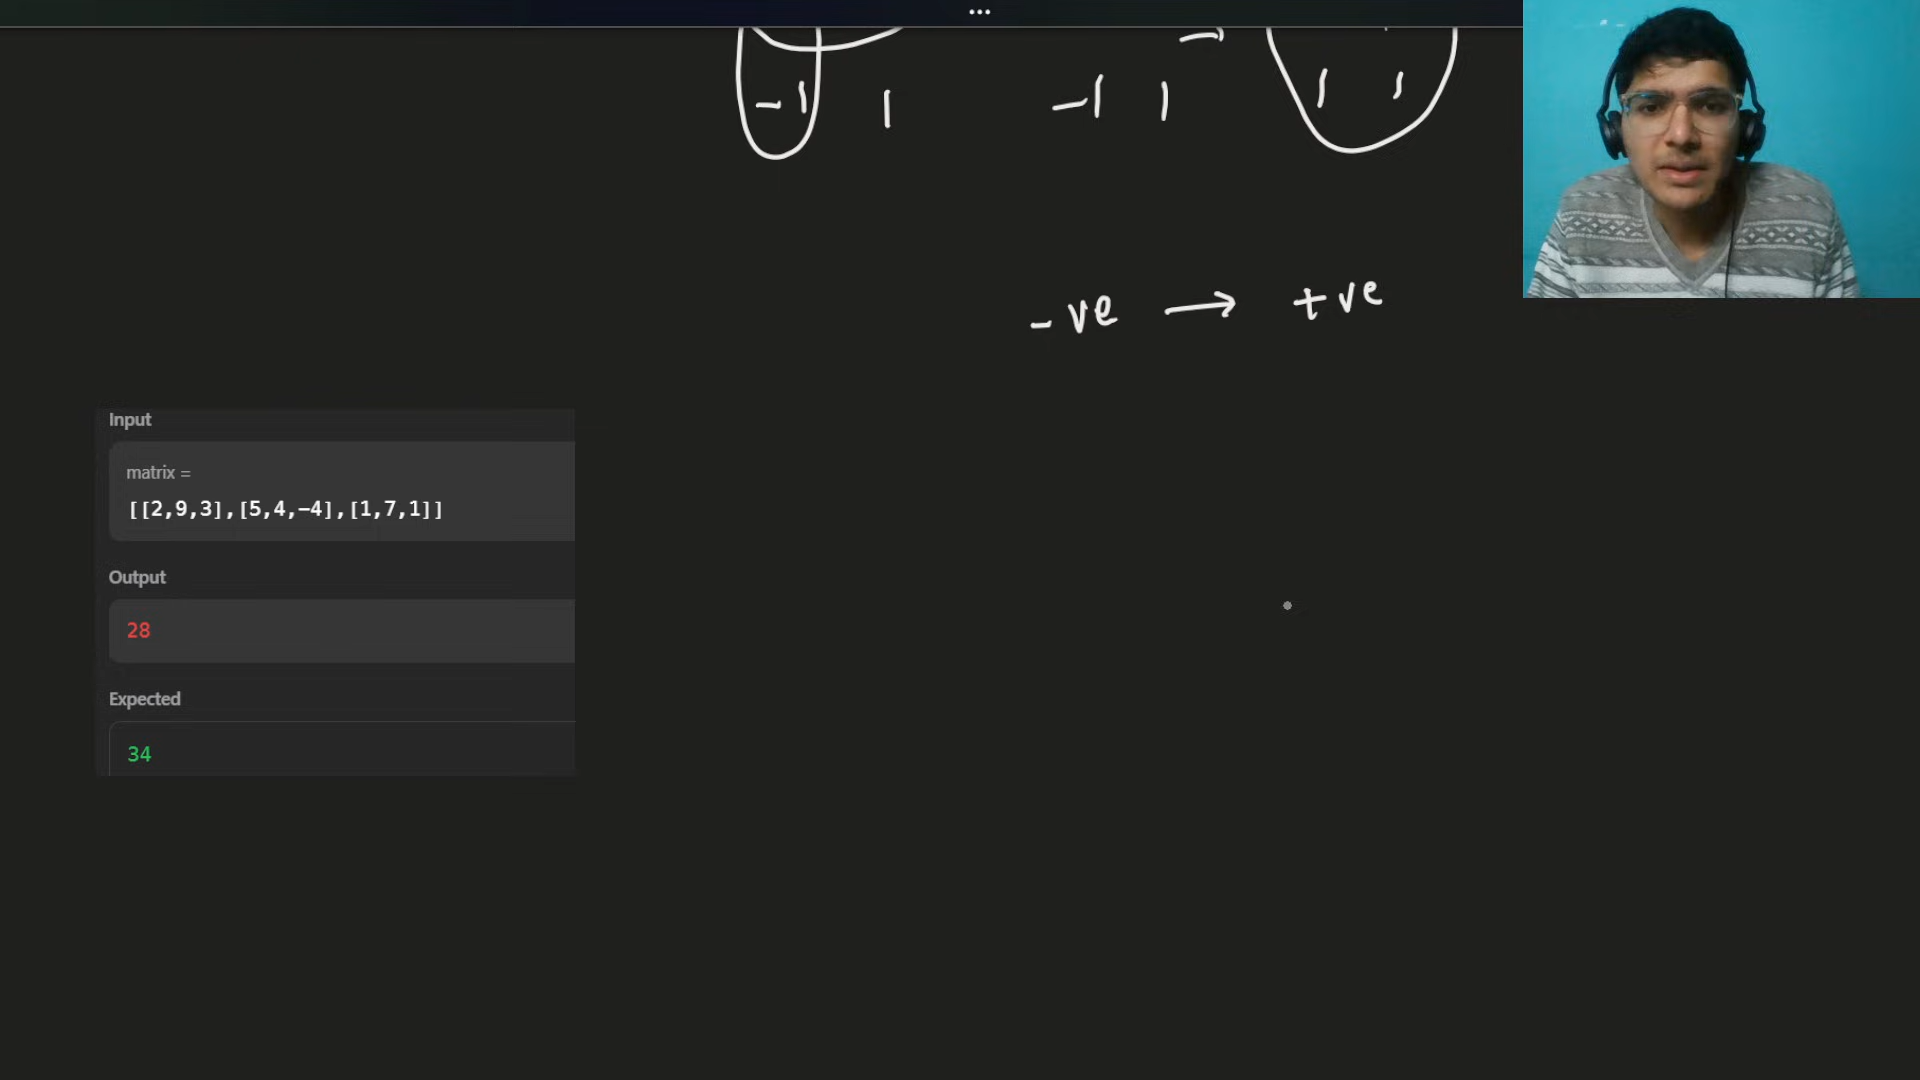 ...
-1 1 -1 1 1 1
-ve → +ve
Input
matrix =
[[2,9,3],[5,4,-4],[1,7,1]]
Output
28
Expected
34